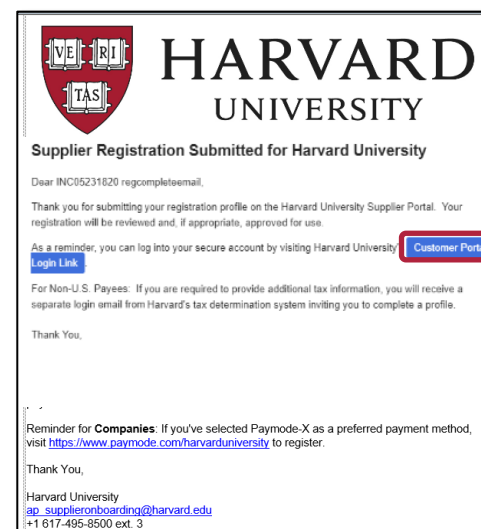 VE RI
TAS
HARVARD
UNIVERSITY
Supplier Registration Submitted for Harvard University
Dear INC05231820 regcompleteemail,
Thank you for submitting your registration profile on the Harvard University Supplier Portal. Your
registration will be reviewed and, if appropriate, approved for use.
As a reminder, you can log into your secure account by visiting Harvard University' Customer Porta
Login Link .
For Non-U.S. Payees: If you are required to provide additional tax information, you will receive a
separate login email from Harvard's tax determination system inviting you to complete a profile.
Thank You,
Reminder for Companies: If you've selected Paymode-X as a preferred payment method,
visit https://www.paymode.com/harvarduniversity to register.
Thank You,
Harvard University
ap_supplieronboarding@harvard.edu
+1 617-495-8500 ext. 3